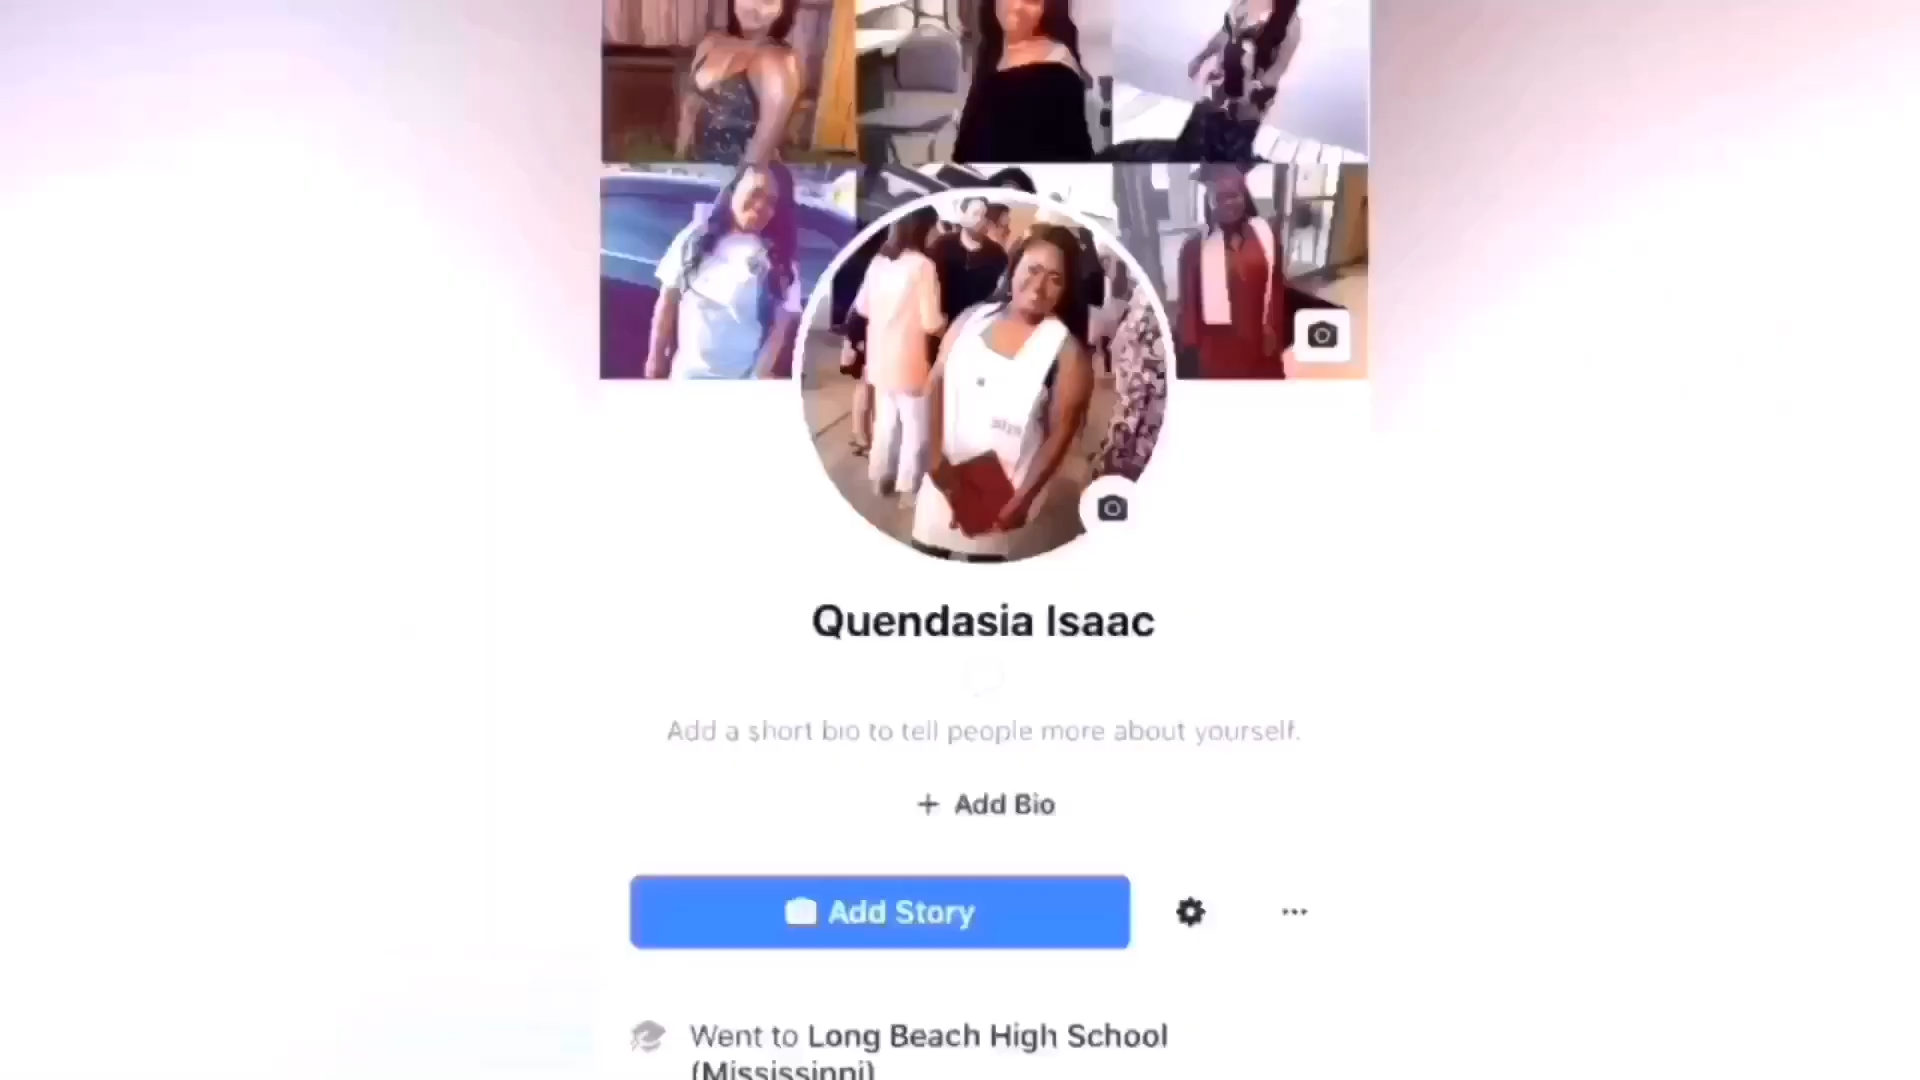 Quendasia Isaac
Add a short bio to tell people more about yourself.
+ Add Bio
Add Story
Went to Long Beach High School
(Mississippi)